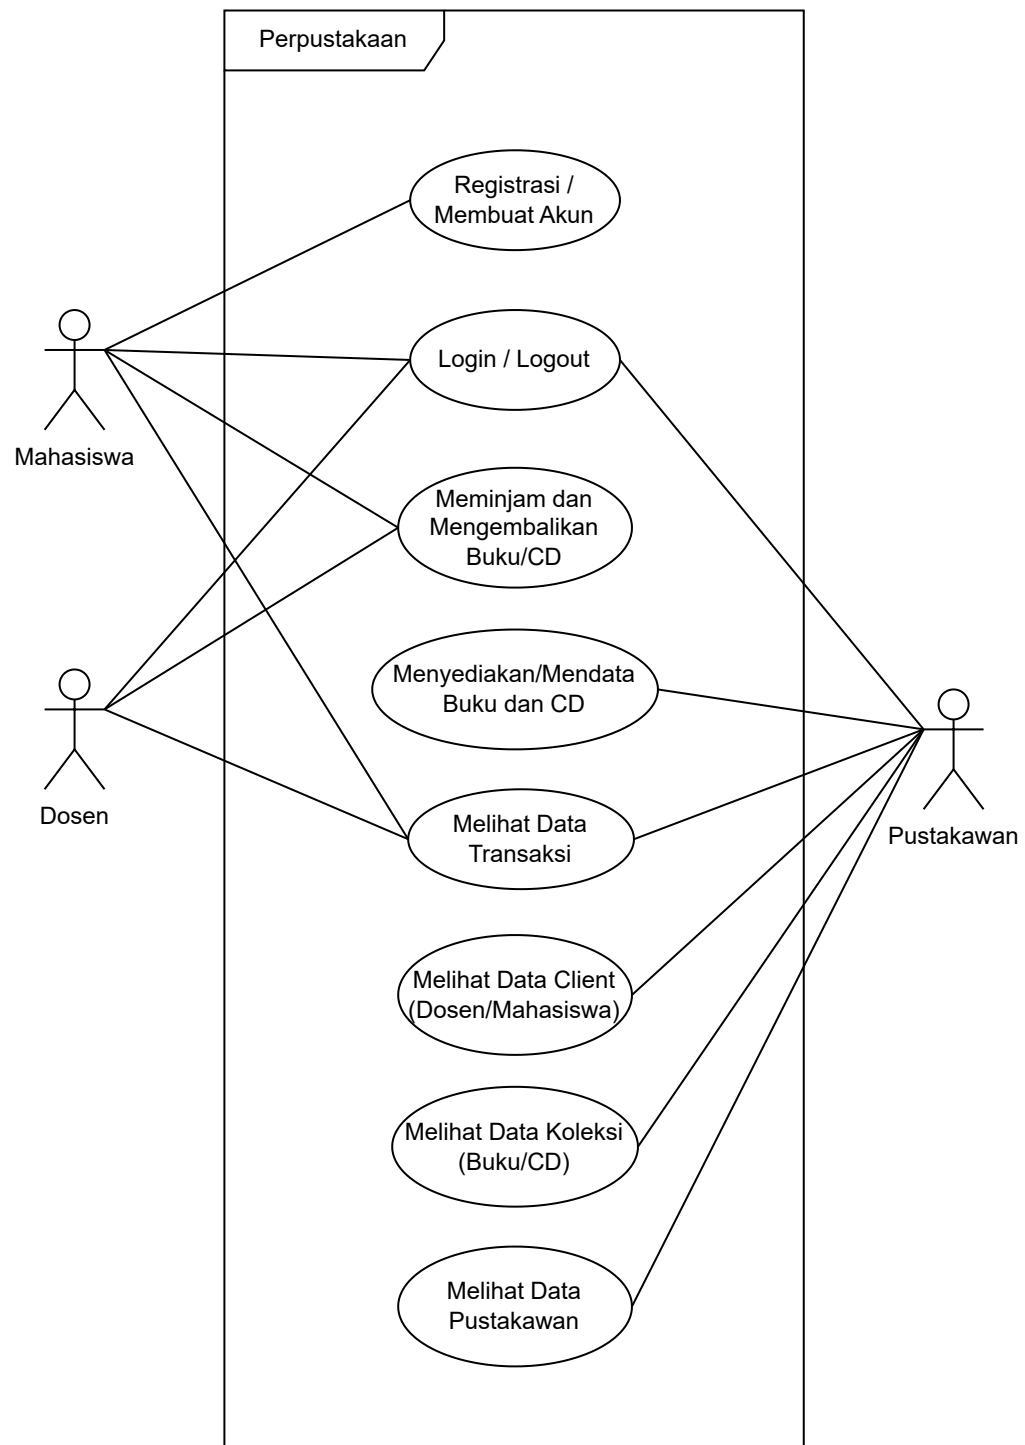 Perpustakaan
Registrasi /
Membuat Akun
Login / Logout
Mahasiswa
Meminjam dan
Mengembalikan
Buku/CD
Menyediakan/Mendata
Buku dan CD
Dosen
Pustakawan
Melihat Data
Transaksi
Melihat Data Client
(Dosen/Mahasiswa)
Melihat Data Koleksi
(Buku/CD)
Melihat Data
Pustakawan